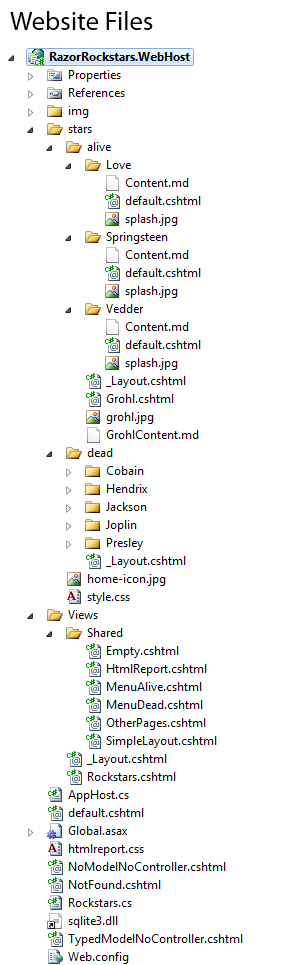 Website Files
RazorRockstars.WebHost
Properties
References
img
stars
alive
Love
Content.md
default.cshtml
splash.jpg
Springsteen
Content.md
default.cshtml
splash.jpg
Vedder
Content.md
default.cshtml
splash.jpg
_Layout.cshtml
Grohl.cshtml
grohl.jpg
GrohlContent.md
dead
Cobain
Hendrix
Jackson
Joplin
Presley
_Layout.cshtml
home-icon.jpg
style.css
Views
Shared
Empty.cshtml
HtmlReport.cshtml
MenuAlive.cshtml
MenuDead.cshtml
OtherPages.cshtml
SimpleLayout.cshtml
_Layout.cshtml
Rockstars.cshtml
AppHost.cs
default.cshtml
Global.asax
htmlreport.css
NoModelNoController.cshtml
NotFound.cshtml
Rockstars.cs
sqlite3.dll
TypedModelNoController.cshtml
Web.config